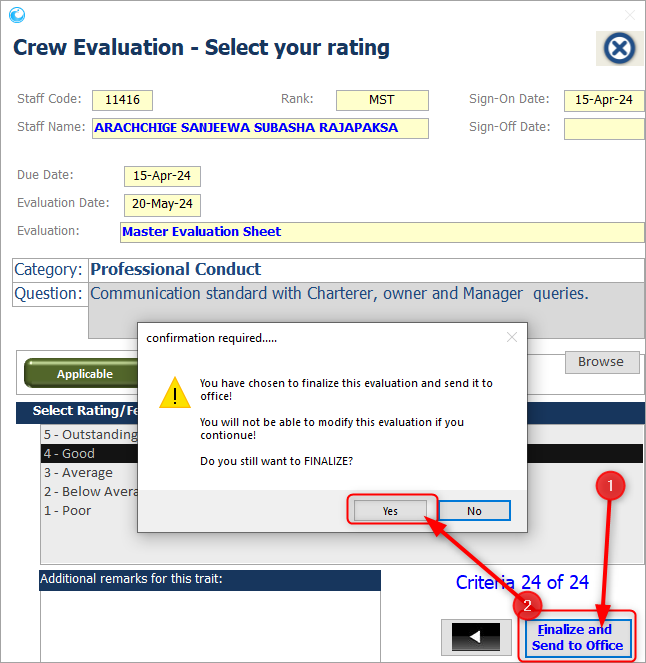 Crew Evaluation - Select your rating
Staff Code: 11416 Rank: MST Sign-On Date: 15-Apr-24
Staff Name: ARACHCHIGE SANJEEWA SUBASHA RAJAPAKSA Sign-Off Date:
Due Date: 15-Apr-24
Evaluation Date: 20-May-24
Evaluation: Master Evaluation Sheet
Category: Professional Conduct
Question: Communication standard with Charterer, owner and Manager queries.
confirmation required.....
You have chosen to finalize this evaluation and send it to
office!
You will not be able to modify this evaluation if you
continue!
Do you still want to FINALIZE?
Yes No
Applicable Browse
Select Rating/Fe
5 - Outstanding
4 - Good
3 - Average
2 - Below Avera
1 - Poor
1
Additional remarks for this trait:
Criteria 24 of 24
2
Finalize and
Send to Office